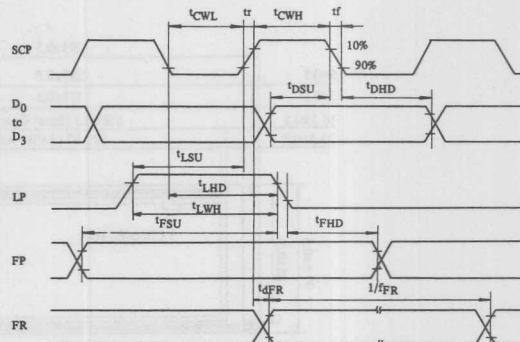 tCWL tr tCWH tf
SCP
10%
90%
D0
to
D3
tDSU tDHD
tLSU
LP
tLHD
tLWH
tFSU tFHD
FP
tdFR 1/fFR
FR